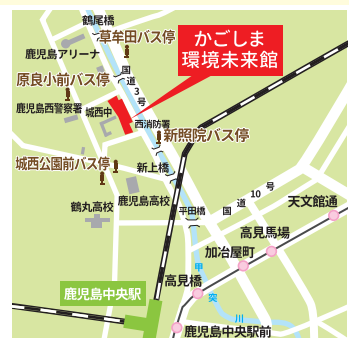 鶴尾橋
草牟田バス停
かごしま
環境未来館
鹿児島アリーナ
国道3号
原良小前バス停
鹿児島西警察署
城西中
西消防署
新照院バス停
城西公園前バス停
新上橋
鶴丸高校
鹿児島高校
平田橋
国道10号
天文館通
高見馬場
加冶屋町
甲突川
高見橋
鹿児島中央駅
鹿児島中央駅前